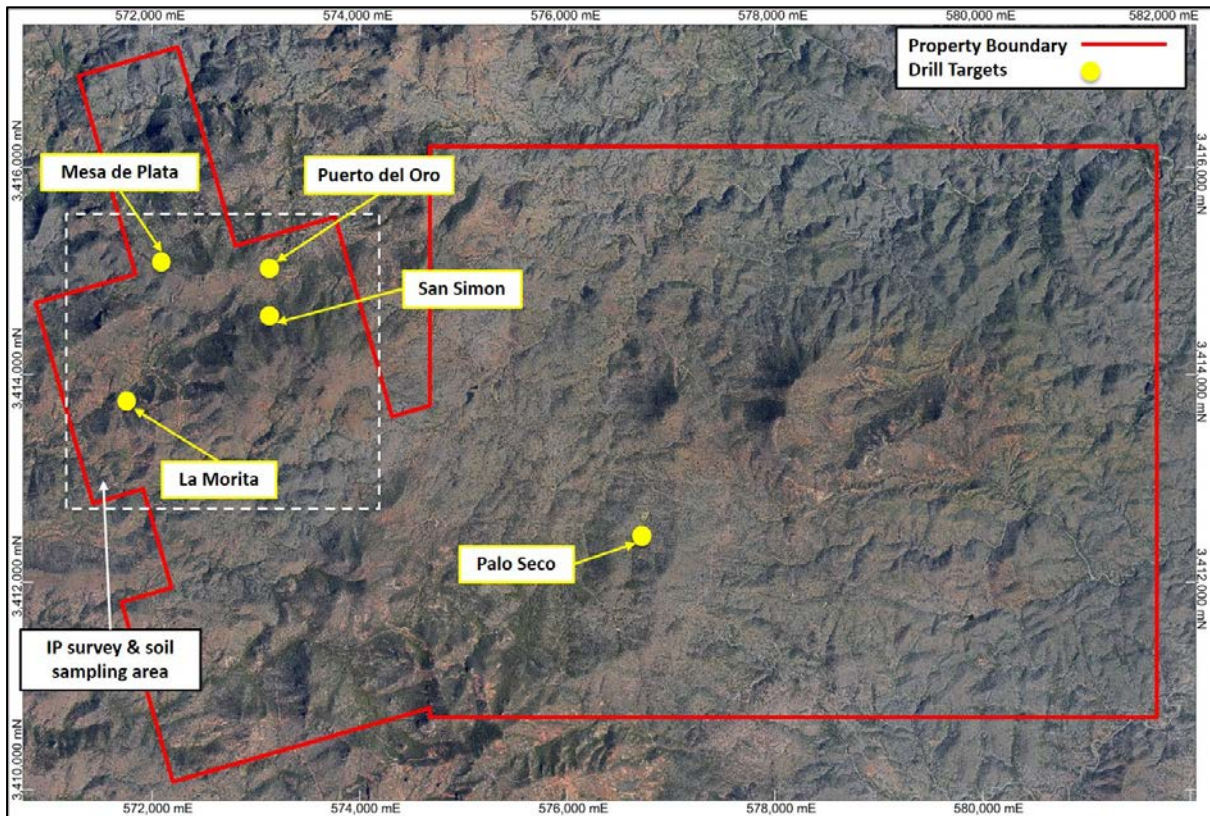 572,000 mE
574,000 mE
576,000 mE
578,000 mE
580,000 mE
582,000 mE
Property Boundary
Drill Targets
3,416,000 mN
3,416,000 mN
Mesa de Plata
Puerto del Oro
San Simon
3,414,000 mN
3,414,000 mN
La Morita
Palo Seco
3,412,000 mN
3,412,000 mN
IP survey & soil
sampling area
3,410,000 mN
572,000 mE
574,000 mE
576,000 mE
578,000 mE
580,000 mE